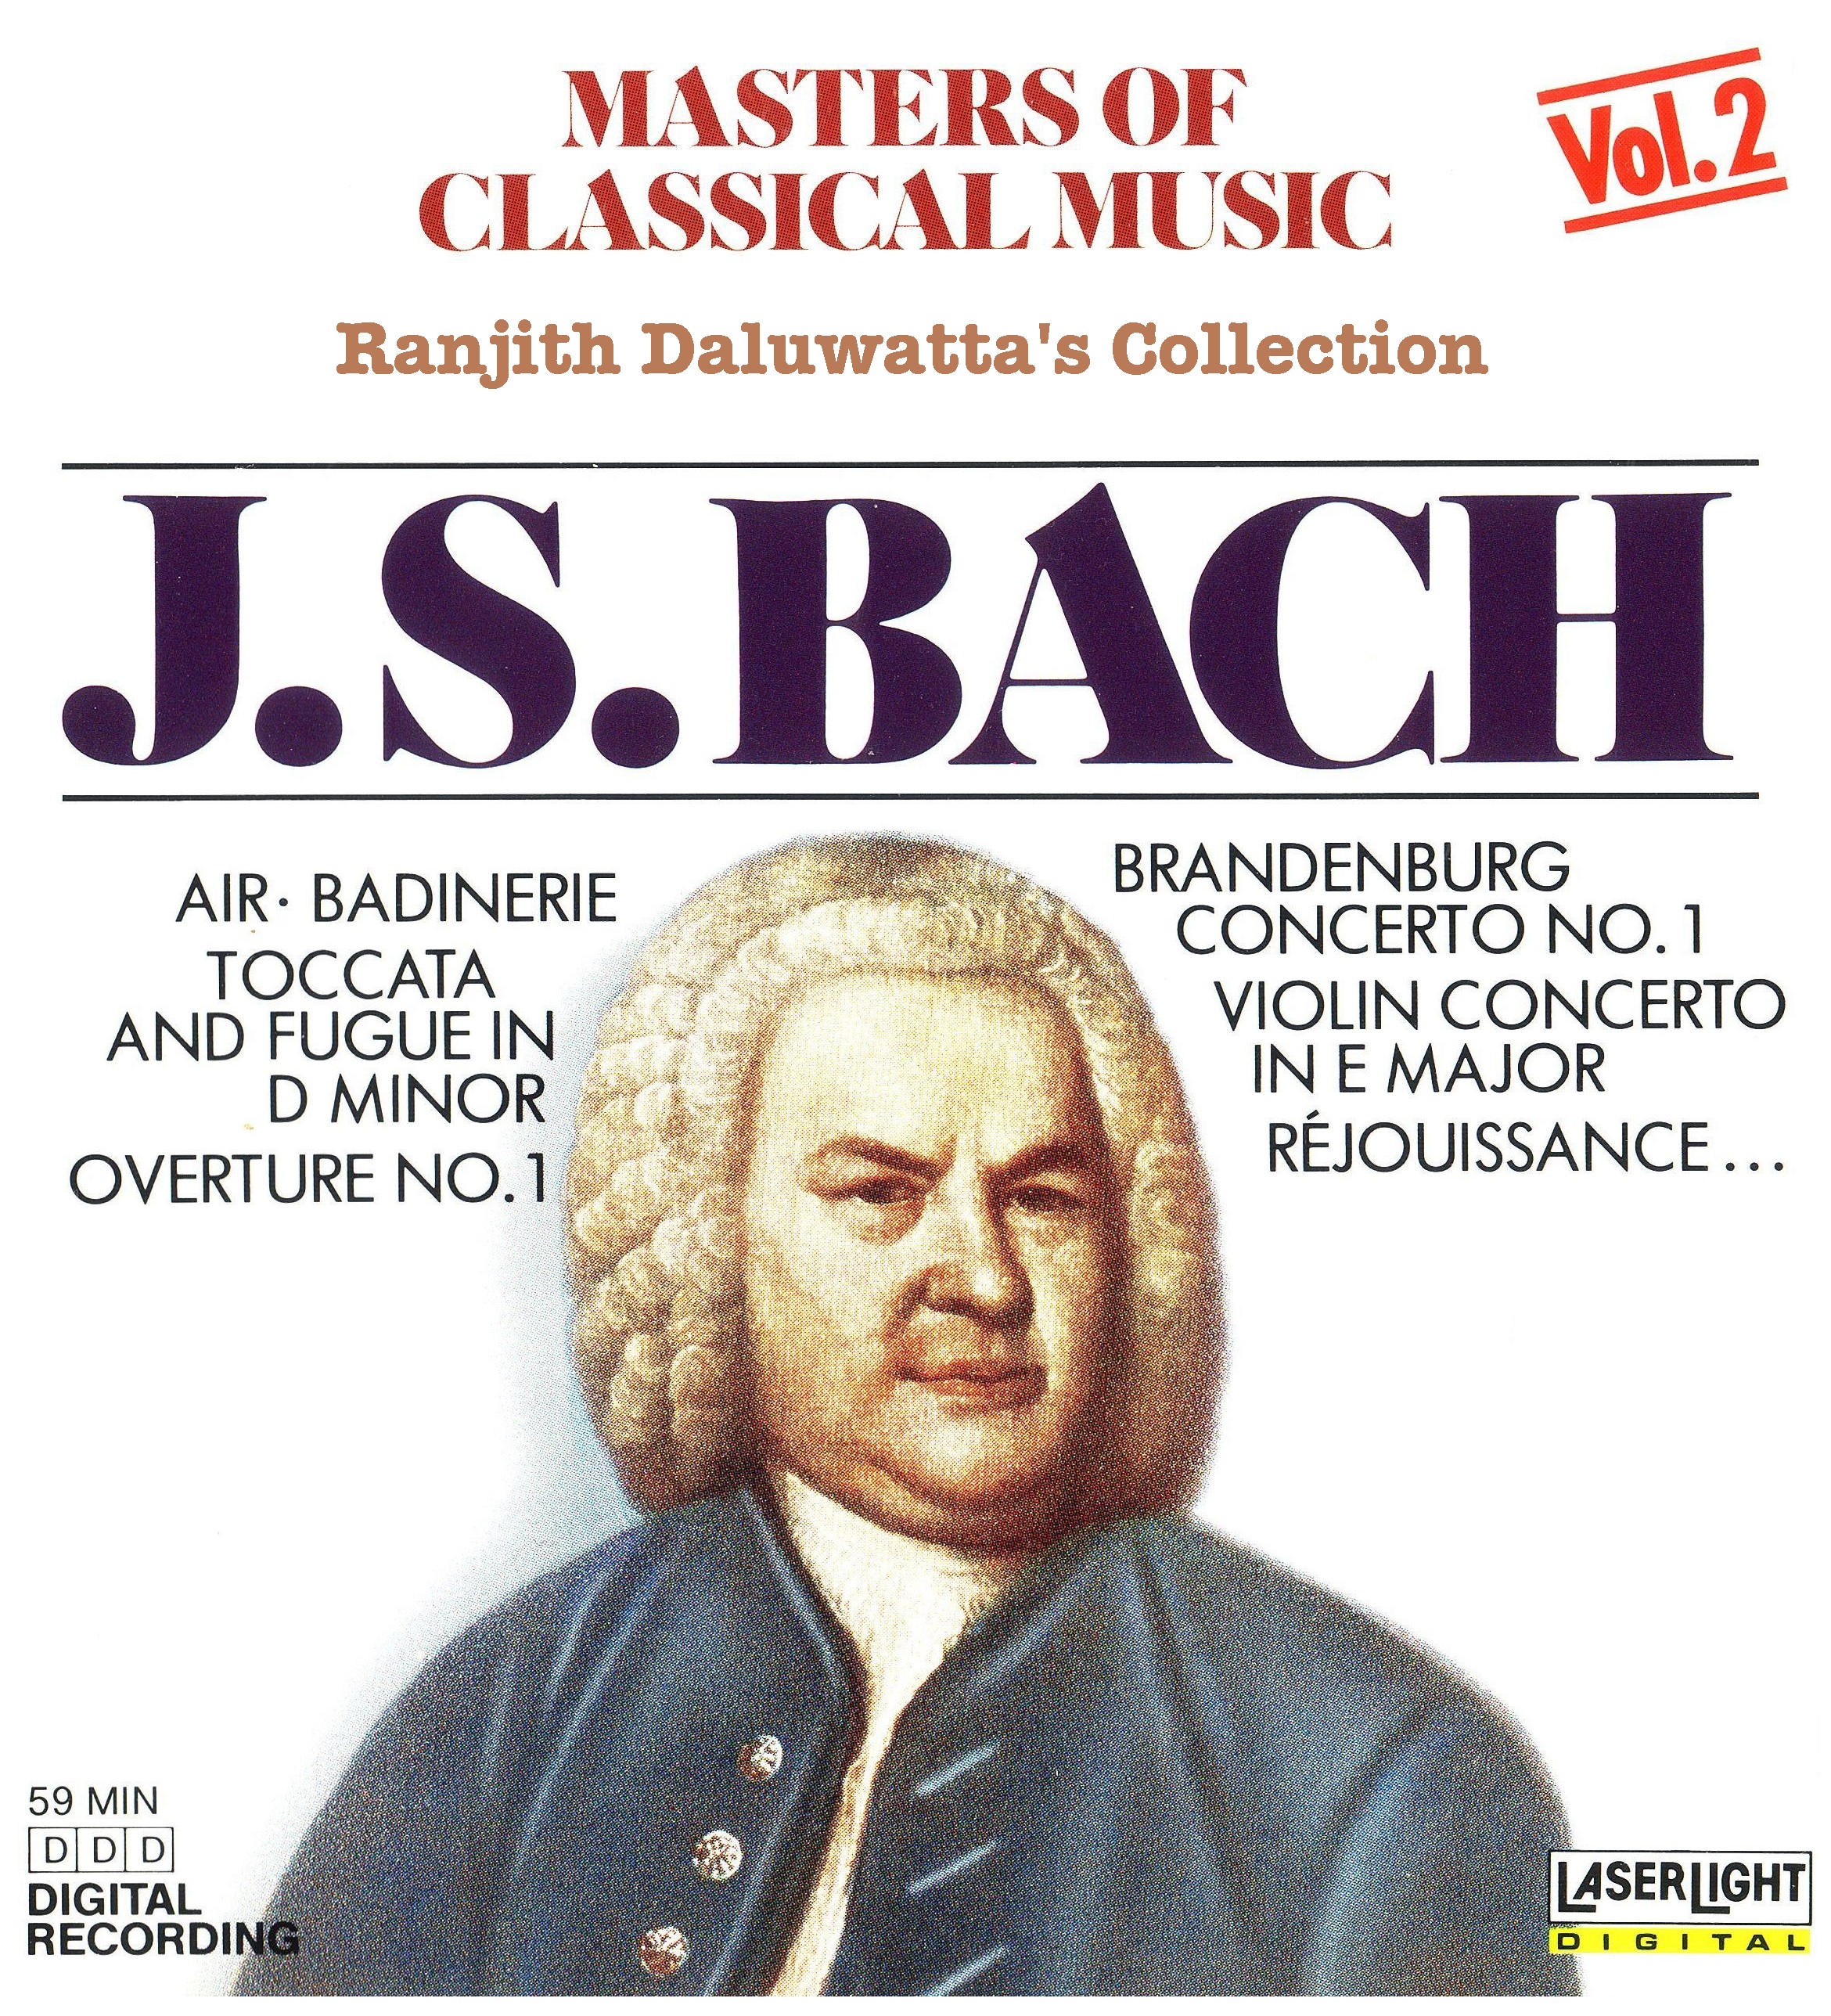 MASTERS OF
CLASSICAL MUSIC
Vol. 2
Ranjith Daluwatta's Collection
J.S. BACH
AIR · BADINERIE
TOCCATA
AND FUGUE IN
D MINOR
OVERTURE NO. 1
BRANDENBURG
CONCERTO NO. 1
VIOLIN CONCERTO
IN E MAJOR
RÉJOUISSANCE...
59 MIN
DDD
DIGITAL
RECORDING
LASERLIGHT
DIGITAL